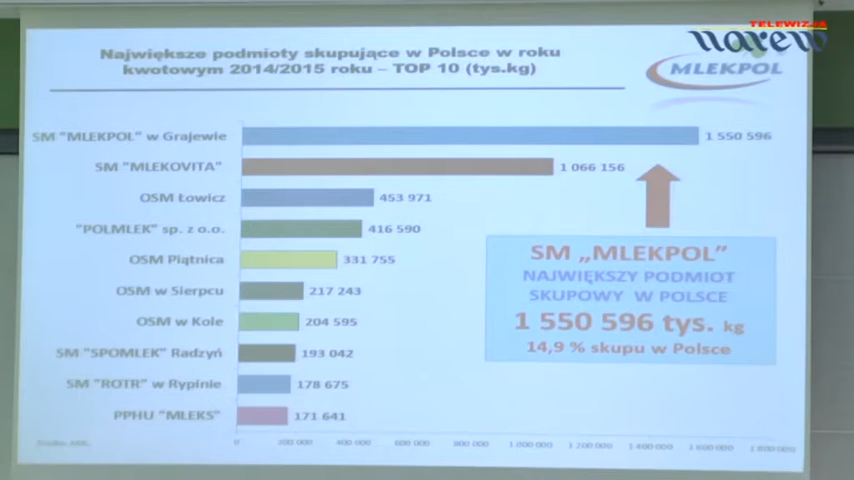 TELEWIZJA
narew
Największe podmioty skupujące w Polsce w roku
kwotowym 2014/2015 roku – TOP 10 (tys.kg)
MLEKPOL
SM "MLEKPOL" w Grajewie 1 550 596
SM "MLEKOVITA" 1 066 156
OSM Łowicz 453 971
"POLMLEK" sp. z o.o. 416 590
OSM Piątnica 331 755
OSM w Sierpcu 217 243
OSM w Kole 204 595
SM "SPOMLEK" Radzyń 193 042
SM "ROTR" w Rypinie 178 675
PPHU "MLEKS" 171 641
SM „MLEKPOL”
NAJWIĘKSZY PODMIOT
SKUPOWY W POLSCE
1 550 596 tys. kg
14,9 % skupu w Polsce
0 200 000 400 000 600 000 800 000 1 000 000 1 200 000 1 400 000 1 600 000 1 800 000